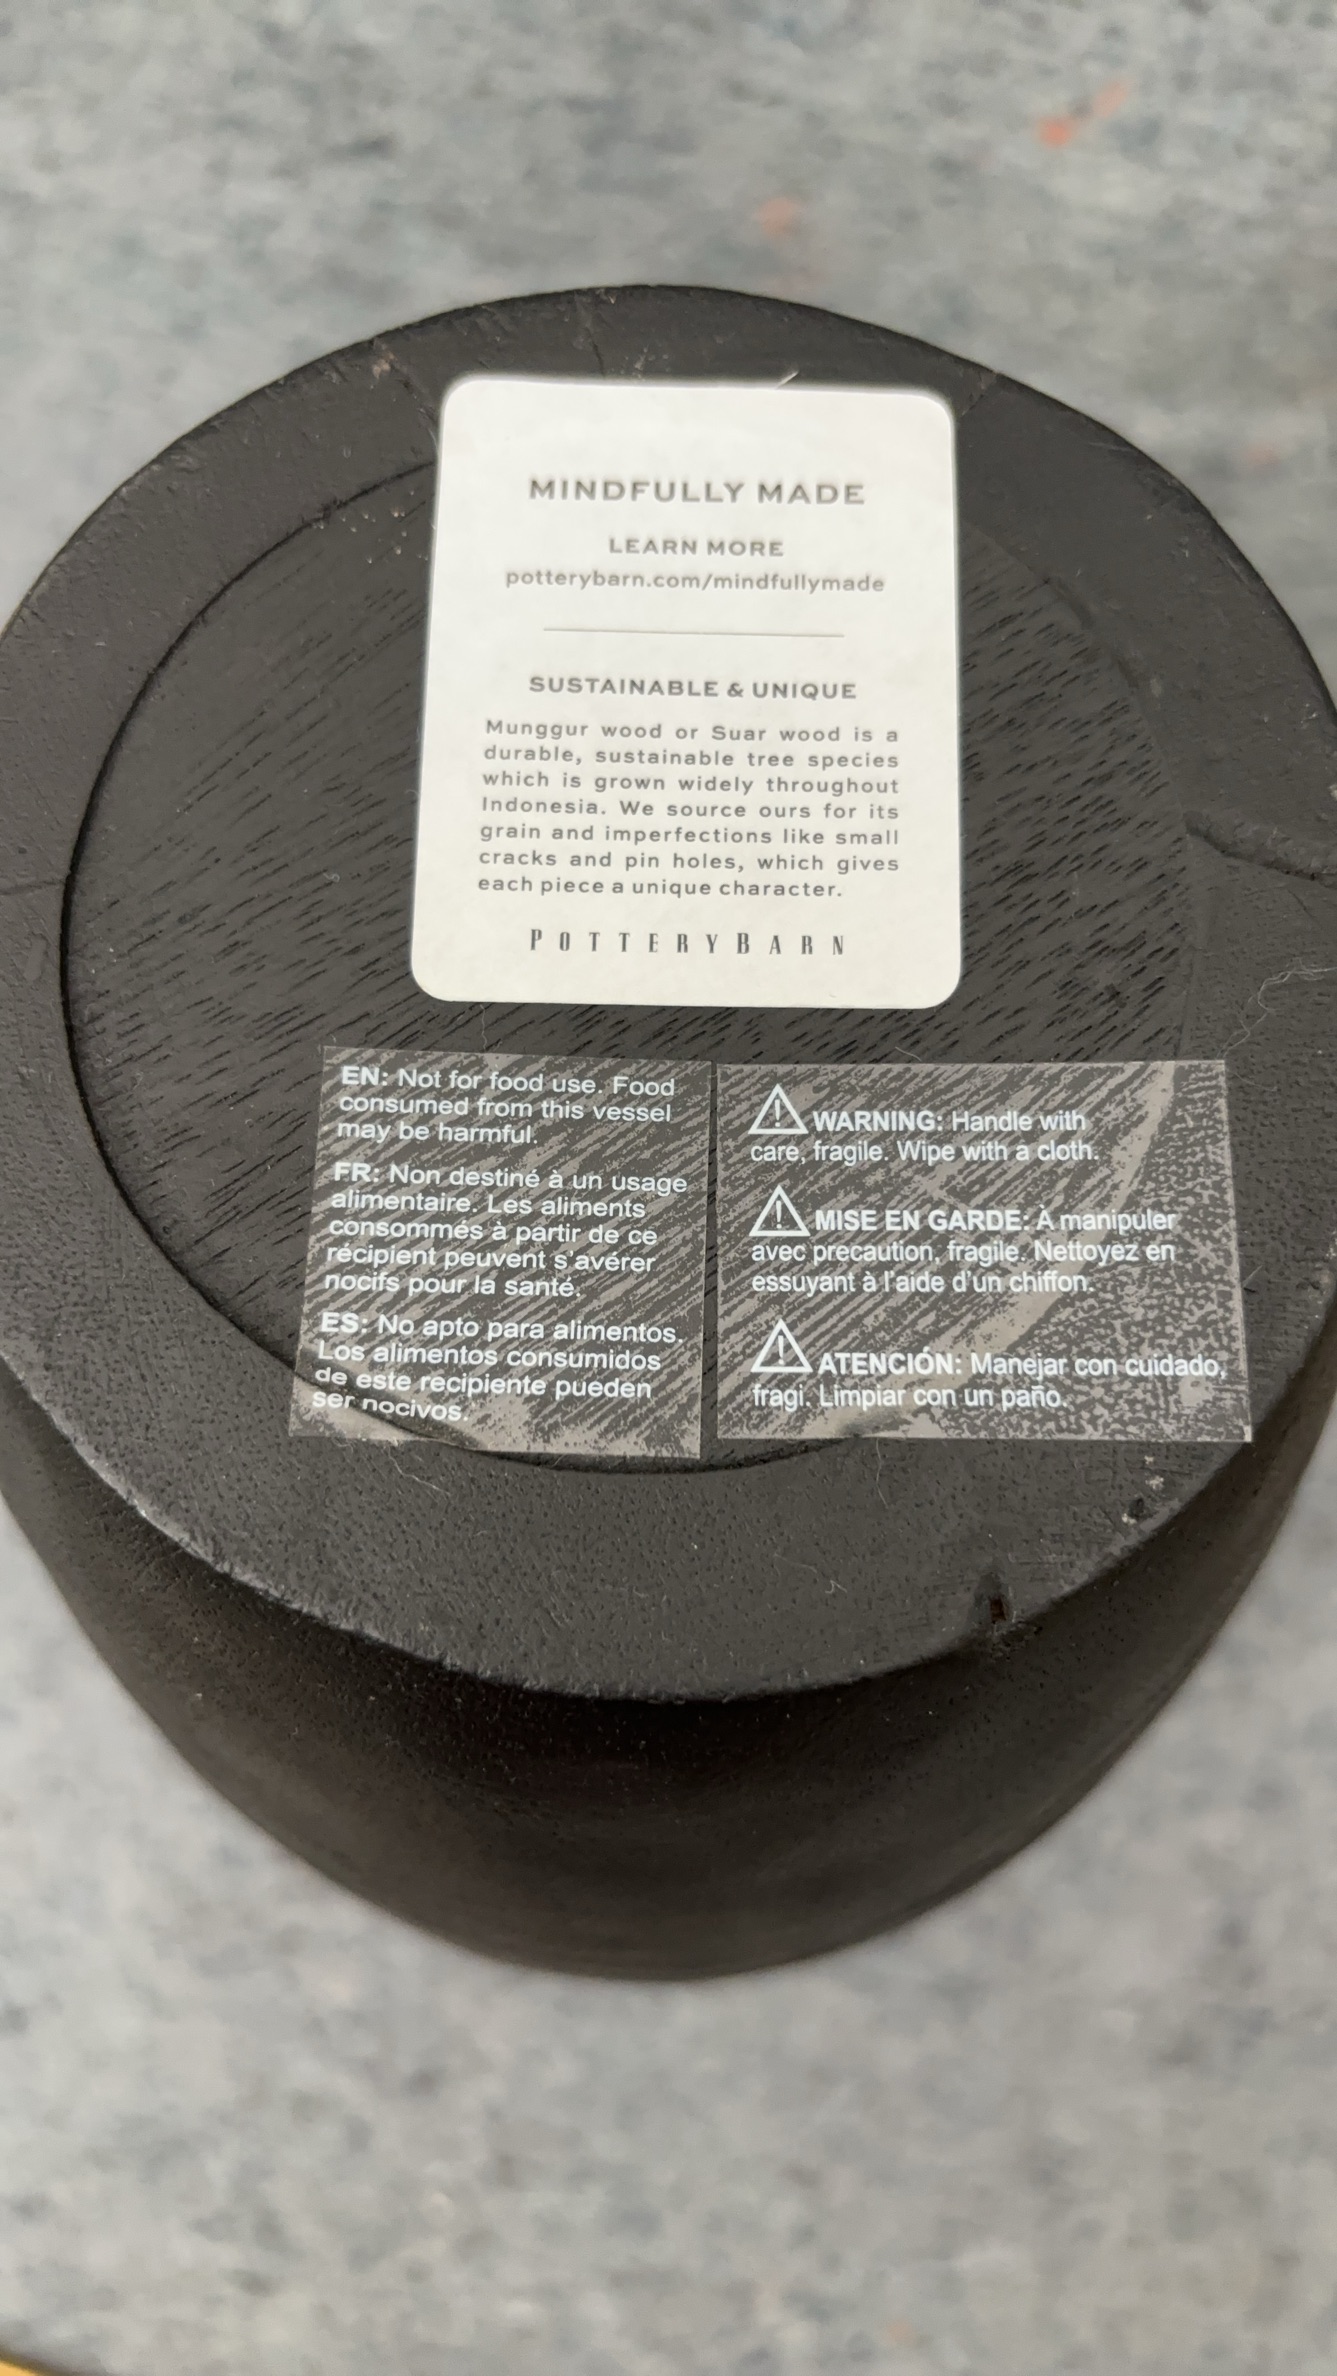 MINDFULLY MADE
LEARN MORE
potterybarn.com/mindfullymade
SUSTAINABLE & UNIQUE
Munggur wood or Suar wood is a
durable, sustainable tree species
which is grown widely throughout
Indonesia. We source ours for its
grain and imperfections like small
cracks and pin holes, which gives
each piece a unique character.
POTTERYBARN
EN: Not for food use. Food
consumed from this vessel
may be harmful.
FR: Non destiné à un usage
alimentaire. Les aliments
consommés à partir de ce
récipient peuvent s'avérer
nocifs pour la santé.
ES: No apto para alimentos.
Los alimentos consumidos
de este recipiente pueden
ser nocivos.
WARNING: Handle with
care, fragile. Wipe with a cloth.
MISE EN GARDE: À manipuler
avec precaution, fragile. Nettoyez en
essuyant à l'aide d'un chiffon.
ATENCIÓN: Manejar con cuidado,
fragi. Limpiar con un paño.